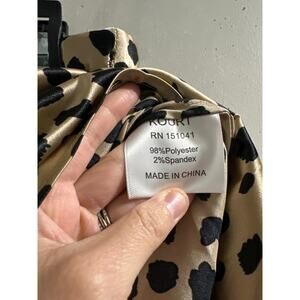 KOURT
RN 151041
98%Polyester
2%Spandex
MADE IN CHINA